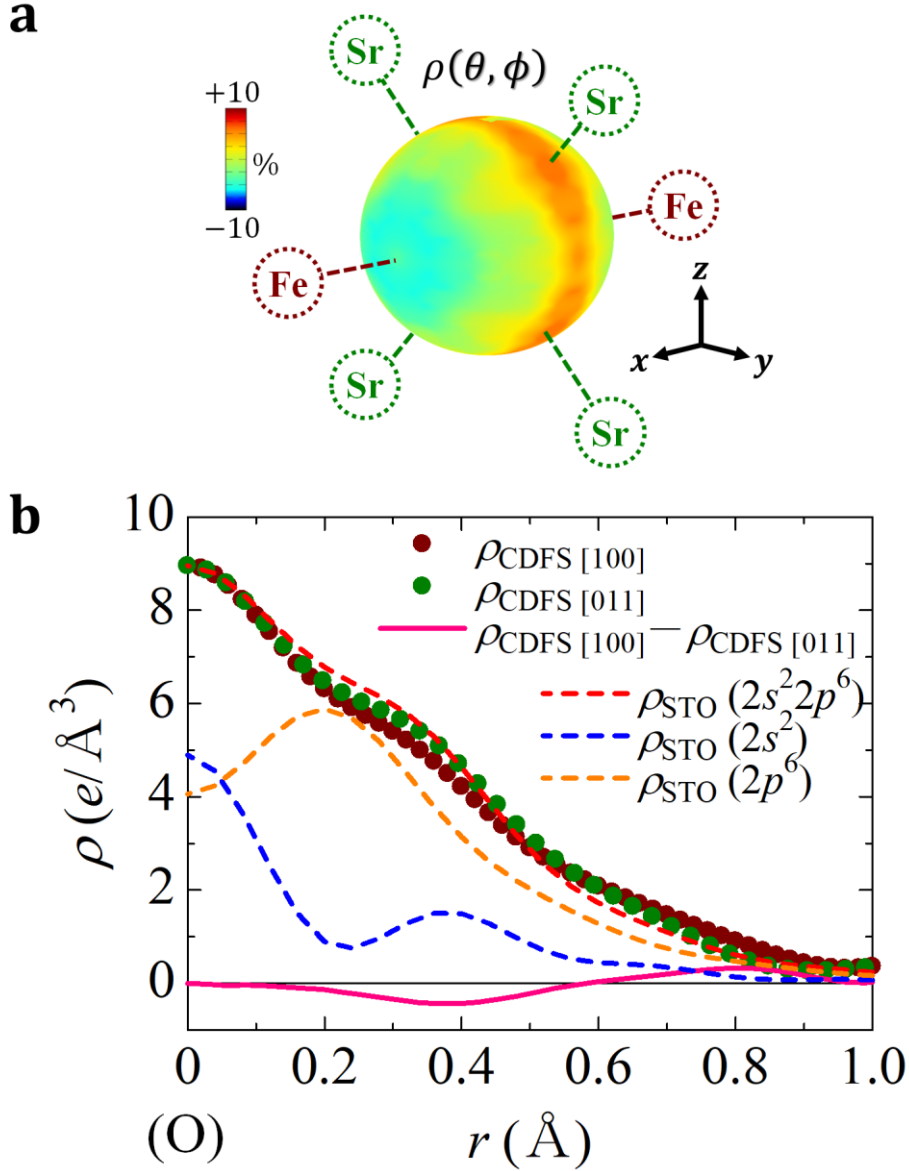 a
Sr
ρ(θ, ϕ)
Sr
+10
%
−10
Fe
Fe
z
x
y
Sr
Sr
b
10
8
6
4
2
0
ρ (e/Å³)
ρCDFS [100]
ρCDFS [011]
ρCDFS [100] − ρCDFS [011]
ρSTO (2s²2p⁶)
ρSTO (2s²)
ρSTO (2p⁶)
0 0.2 0.4 0.6 0.8 1.0
(O) r (Å)